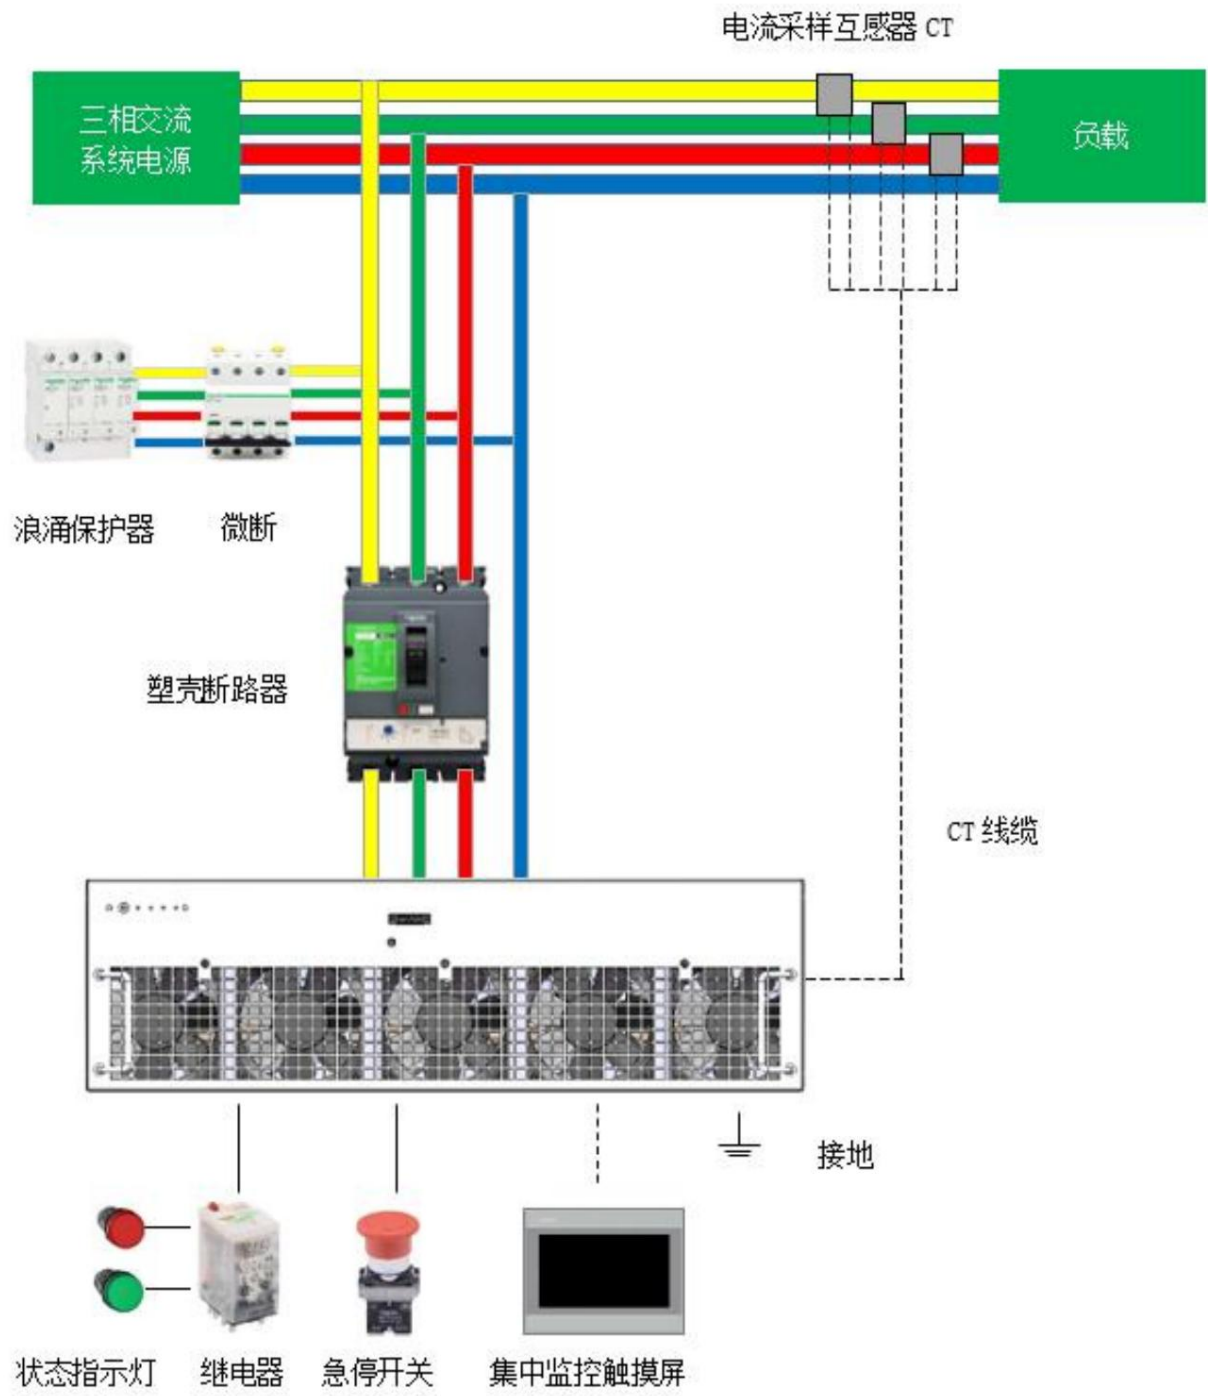 电流采样互感器 CT
三相交流
系统电源
负载
浪涌保护器
微断
塑壳断路器
CT 线缆
接地
状态指示灯
继电器
急停开关
集中监控触摸屏